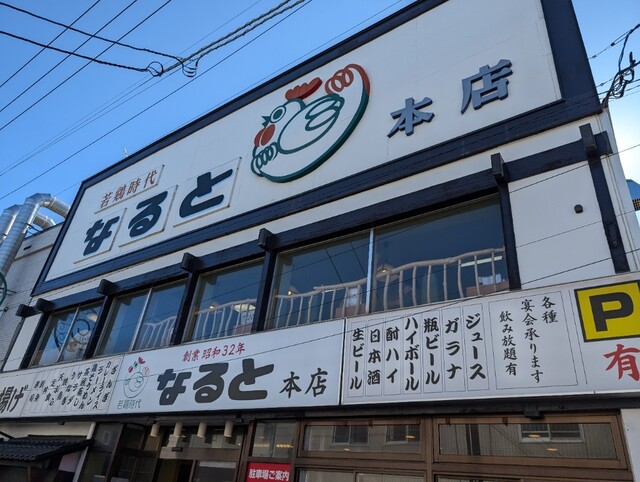 若鶏時代
なると
本店
創業 昭和32年
なると 本店
若鶏時代
揚げ
生ビール
日本酒
酎ハイ
ハイボール
瓶ビール
ガラナ
ジュース
各種
宴会承ります
飲み放題有
P
有
駐車場ご案内